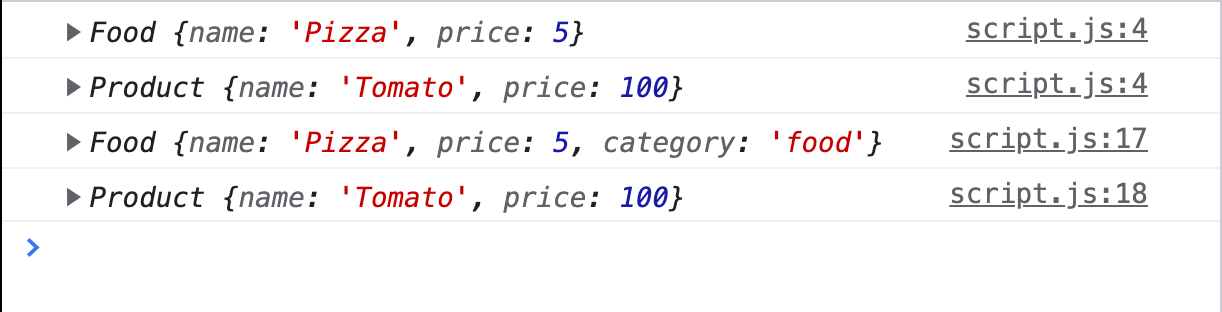 Food {name: 'Pizza', price: 5} script.js:4
Product {name: 'Tomato', price: 100} script.js:4
Food {name: 'Pizza', price: 5, category: 'food'} script.js:17
Product {name: 'Tomato', price: 100} script.js:18